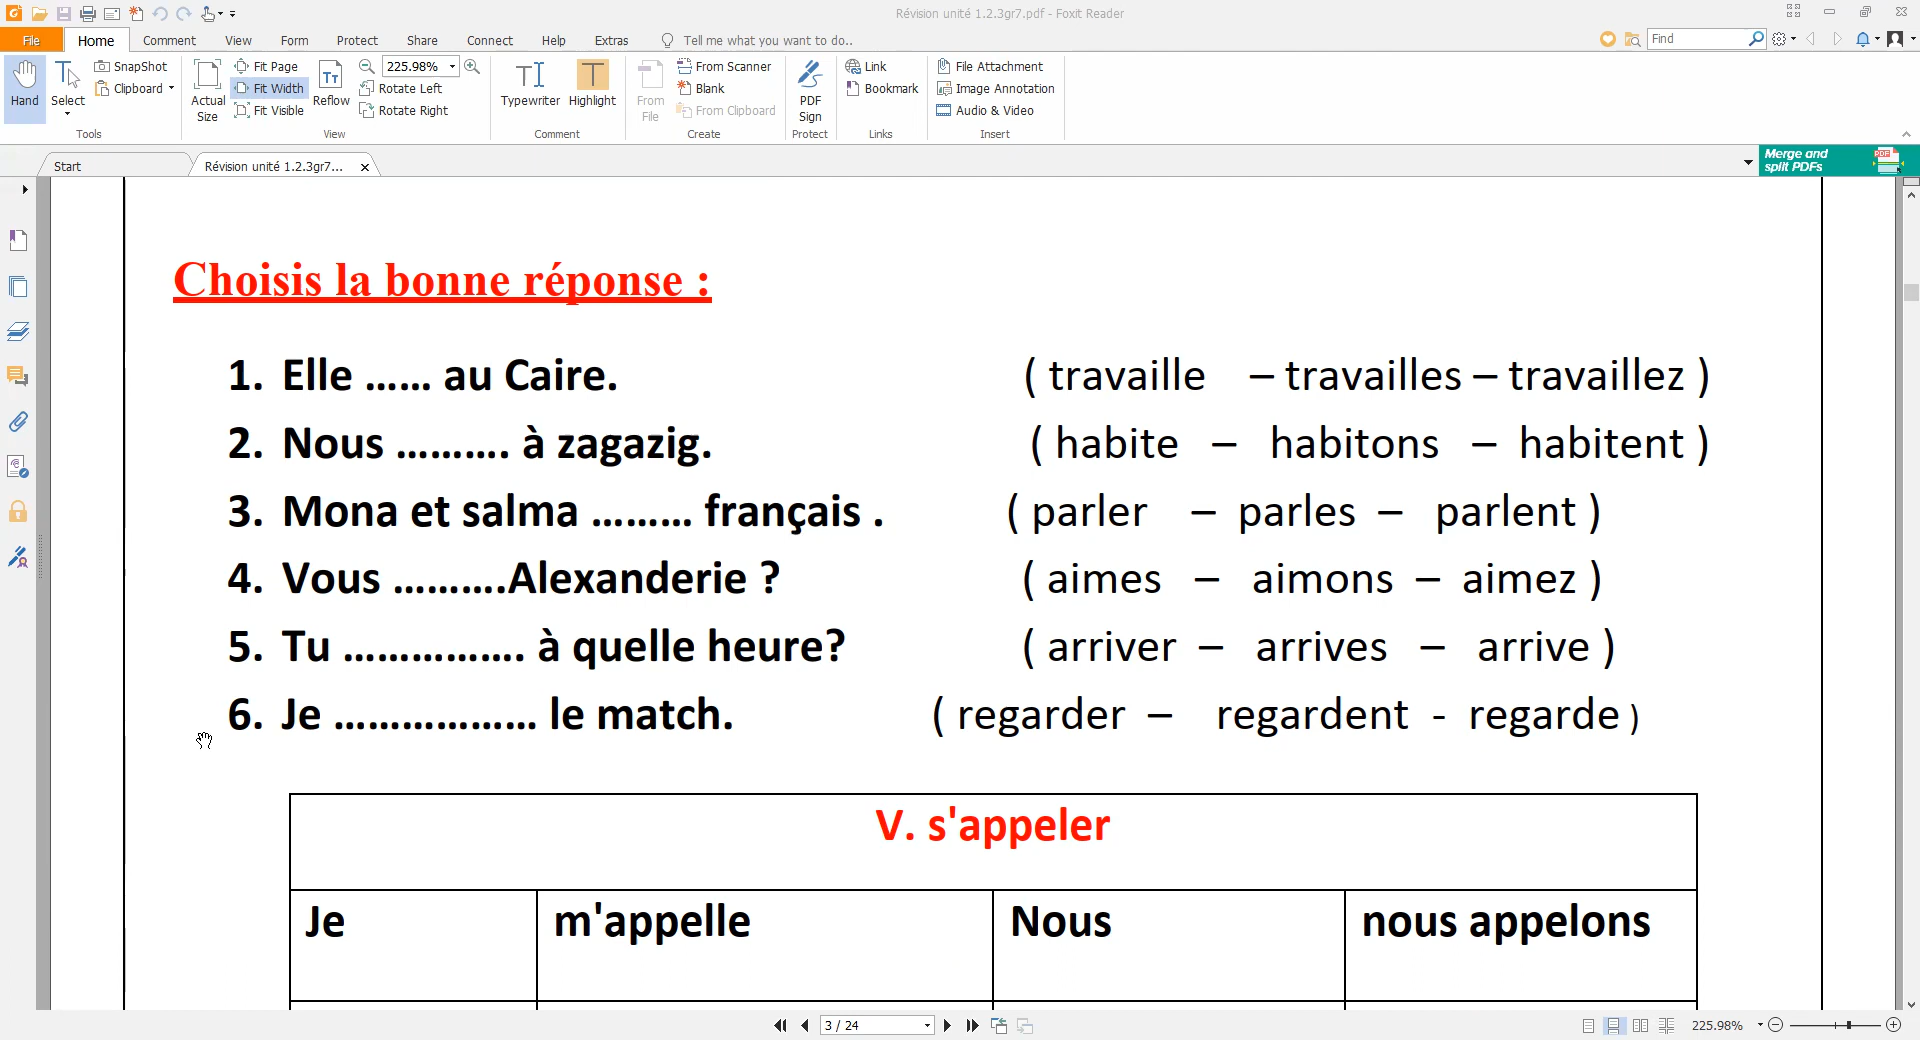 Révision unité 1.2.3gr7.pdf - Foxit Reader
File Home Comment View Form Protect Share Connect Help Extras Tell me what you want to do.. Find
Hand Select SnapShot Clipboard Actual Size Fit Page Fit Width Fit Visible Reflow 225.98% Rotate Left Rotate Right Typewriter Highlight From File From Scanner Blank From Clipboard PDF Sign Link Bookmark File Attachment Image Annotation Audio & Video
Tools View Comment Create Protect Links Insert
Start Révision unité 1.2.3gr7... Merge and split PDFs
Choisis la bonne réponse :
1. Elle ...... au Caire. ( travaille – travailles – travaillez )
2. Nous .......... à zagazig. ( habite – habitons – habitent )
3. Mona et salma ......... français . ( parler – parles – parlent )
4. Vous ..........Alexanderie ? ( aimes – aimons – aimez )
5. Tu ................ à quelle heure? ( arriver – arrives – arrive )
6. Je .................. le match. ( regarder – regardent - regarde )
V. s'appeler
Je m'appelle Nous nous appelons
3 / 24 225.98%